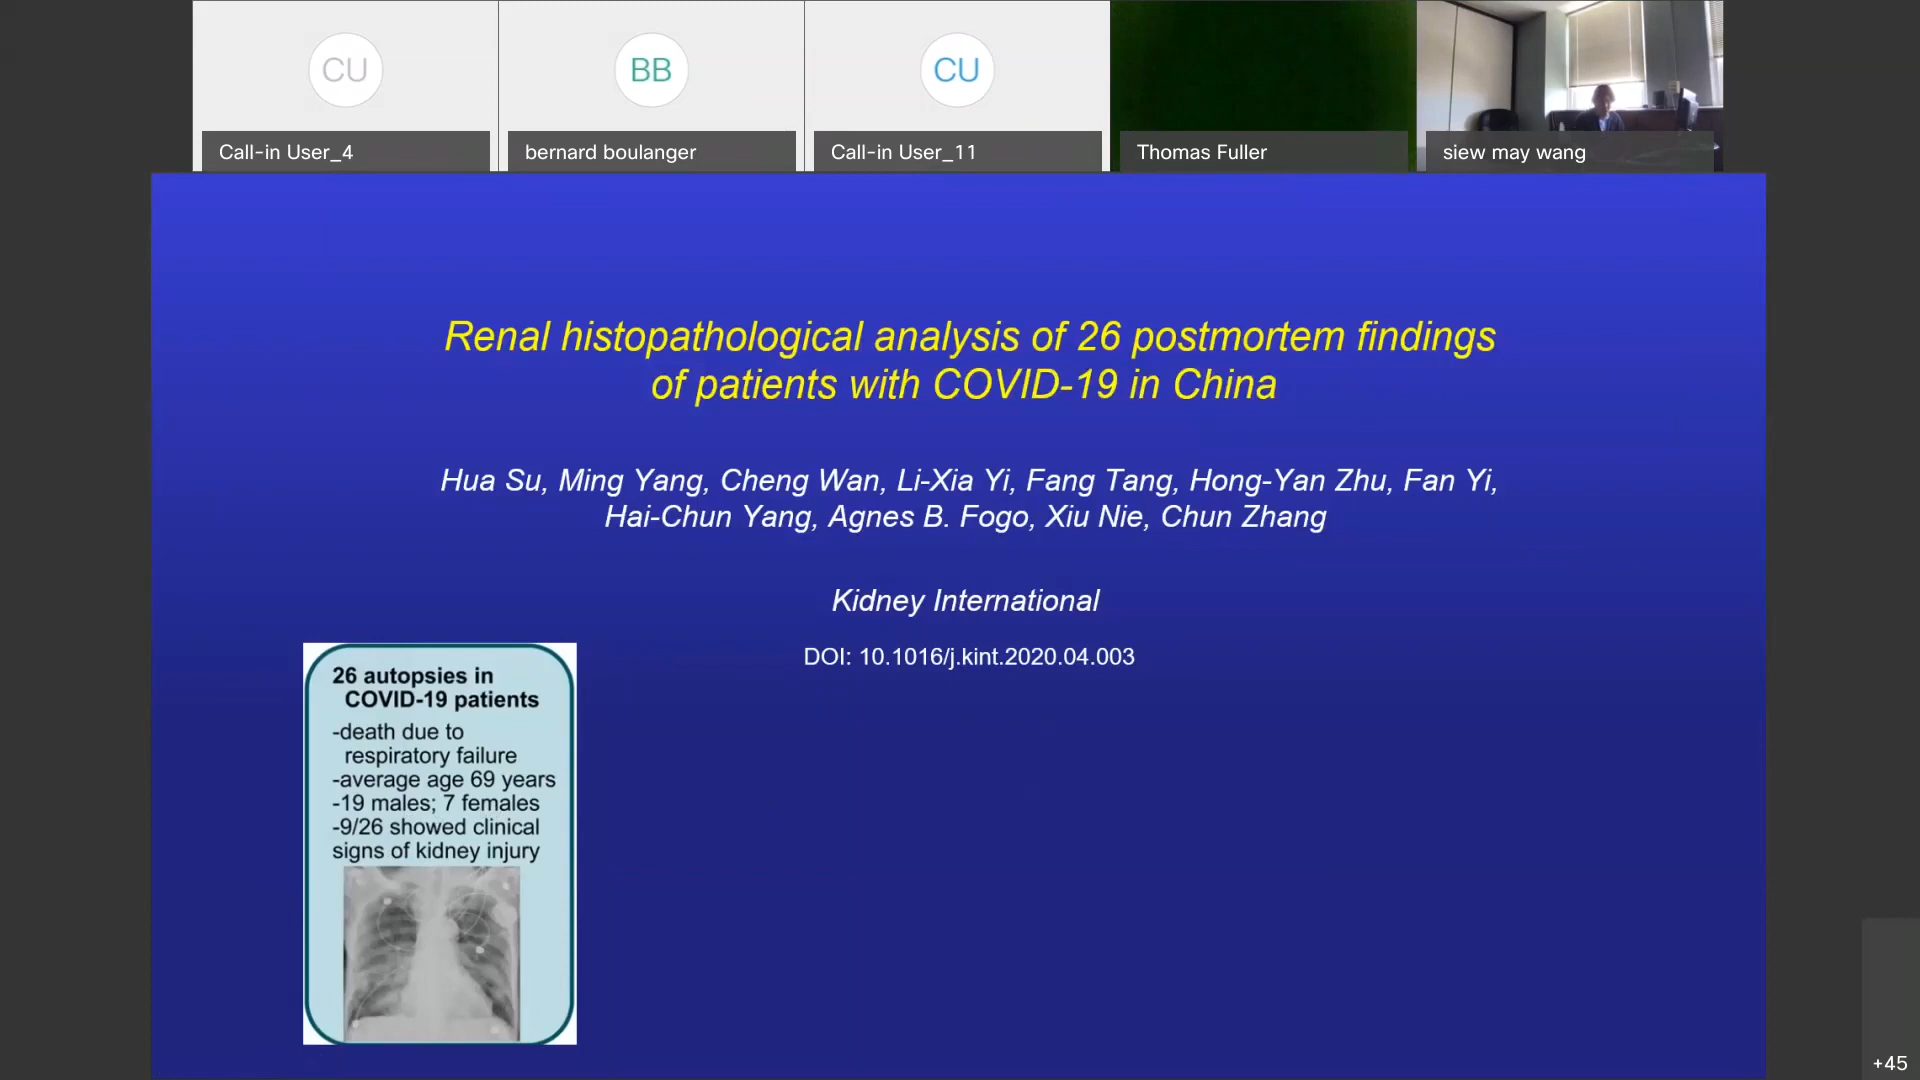 CU
BB
CU
Call-in User_4
bernard boulanger
Call-in User_11
Thomas Fuller
siew may wang
Renal histopathological analysis of 26 postmortem findings
of patients with COVID-19 in China
Hua Su, Ming Yang, Cheng Wan, Li-Xia Yi, Fang Tang, Hong-Yan Zhu, Fan Yi,
Hai-Chun Yang, Agnes B. Fogo, Xiu Nie, Chun Zhang
Kidney International
DOI: 10.1016/j.kint.2020.04.003
26 autopsies in
COVID-19 patients
-death due to
respiratory failure
-average age 69 years
-19 males; 7 females
-9/26 showed clinical
signs of kidney injury
+45